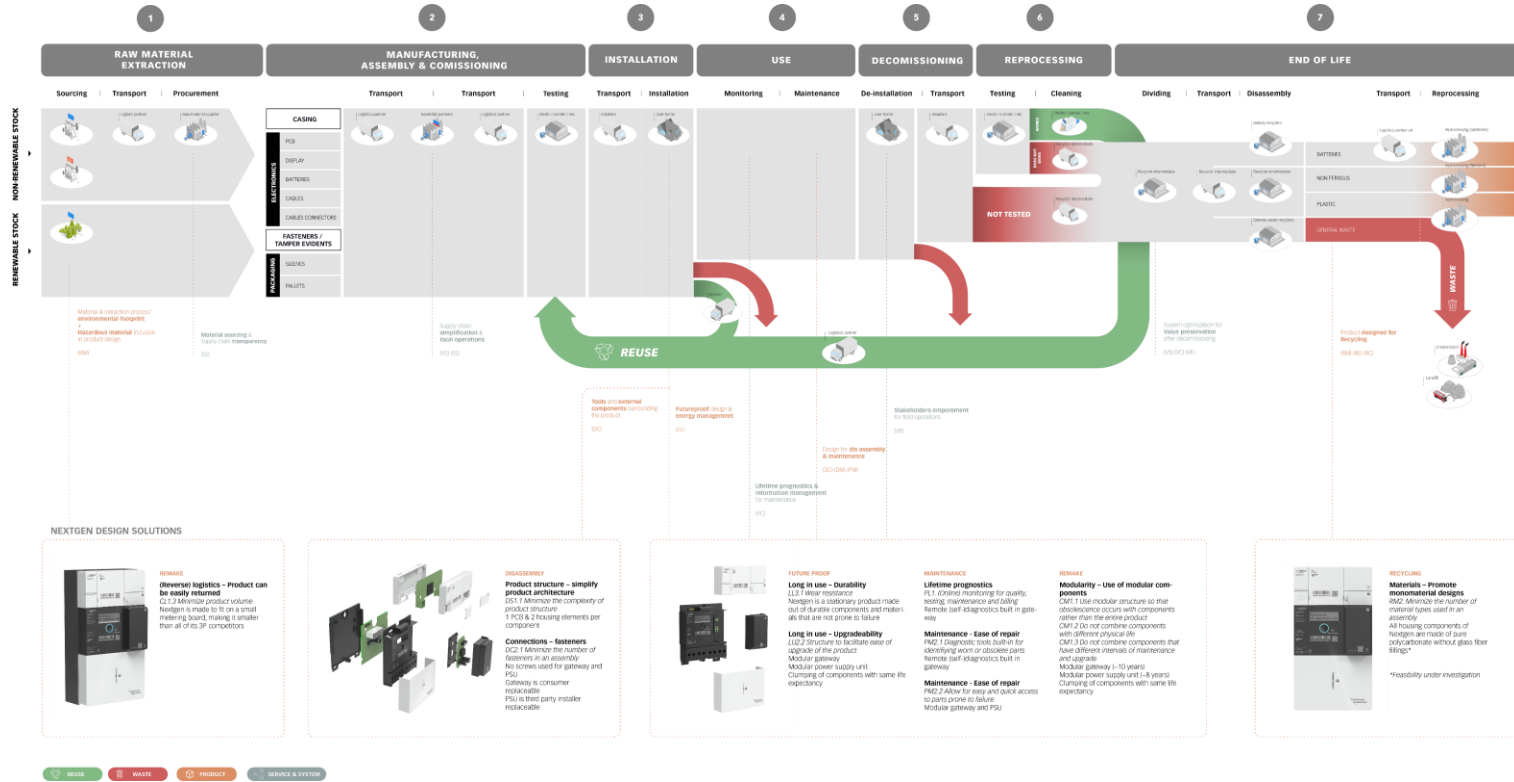 1
2
3
4
5
6
7
RAW MATERIAL
EXTRACTION
MANUFACTURING,
ASSEMBLY & COMISSIONING
INSTALLATION
USE
DECOMISSIONING
REPROCESSING
END OF LIFE
Sourcing
Transport
Procurement
Transport
Transport
Testing
Transport
Installation
Monitoring
Maintenance
De-installation
Transport
Testing
Cleaning
Dividing
Transport
Disassembly
Transport
Reprocessing
NON-RENEWABLE STOCK
RENEWABLE STOCK
Logistic partner
CASING
ELECTRONICS
PCB
DISPLAY
BATTERIES
CABLES
CABLES CONNECTORS
FASTENERS /
TAMPER EVIDENTS
PACKAGING
SLEEVES
PALLETS
Logistics partner
Logistics partner
User home
User home
NOT TESTED
BATTERIES
NON FERROUS
PLASTIC
GENERAL WASTE
WASTE
Landfill
Logistics partner
REUSE
Material & extraction process
environmental footprint
+
Hazardous material inclusion
in product design
(RM)
Material sourcing &
Supply chain transparency
Supply chain
simplification &
local operations
Tools and external
components surrounding
the product
(DC)
Futureproof design &
energy management
Design for dis-assembly
& maintenance
Lifetime prognostics &
information management
for maintenance
Stakeholders emporement
for field operations
System optimization for
Value preservation
after decomissioning
Product designed for
Recycling
NEXTGEN DESIGN SOLUTIONS
REMAKE
(Reverse) logistics – Product can
be easily returned
CL1.3 Minimize product volume
Nextgen is made to fit on a small
metering board, making it smaller
than all of its 3P competitors
DISASSEMBLY
Product structure – simplify
product architecture
DS1.1 Minimize the complexity of
product structure
1 PCB & 2 housing elements per
component
Connections – fasteners
DC2.1 Minimize the number of
fasteners in an assembly
No screws used for gateway and
PSU
Gateway is consumer
replaceable
PSU is third party installer
replaceable
FUTURE PROOF
Long in use – Durability
LL3.1 Wear resistance
Nextgen is a stationary product made
out of durable components and materi-
als that are not prone to failure
Long in use – Upgradeability
LU2.2 Structure to facilitate ease of
upgrade of the product
Modular gateway
Modular power supply unit
Clumping of components with same life
expectancy
MAINTENANCE
Lifetime prognostics
PL1. (Online) monitoring for quality,
testing, maintenance and billing
Remote (self-)diagnostics built in gate-
way
Maintenance - Ease of repair
PM2.1 Diagnostic tools built-in for
identifying worn or obsolete parts
Remote (self-)diagnostics built in
gateway
Maintenance - Ease of repair
PM2.2 Allow for easy and quick access
to parts prone to failure
Modular gateway and PSU
REMAKE
Modularity – Use of modular com-
ponents
CM1.1 Use modular structure so that
obsolescence occurs with components
rather than the entire product
CM1.2 Do not combine components
with different physical life
CM1.3 Do not combine components that
have different intervals of maintenance
and upgrade
Modular gateway (~10 years)
Modular power supply unit (~8 years)
Clumping of components with same life
expectancy
RECYCLING
Materials – Promote
monomaterial designs
RM2. Minimize the number of
material types used in an
assembly
All housing components of
Nextgen are made of pure
polycarbonate without glass fiber
fillings*
*Feasibility under investigation
REUSE
WASTE
PRODUCT
SERVICE & SYSTEM